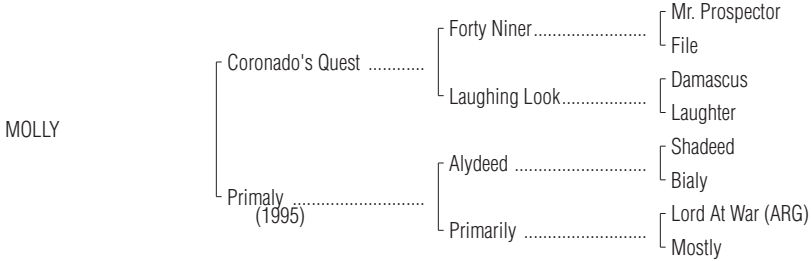 Mr. Prospector
Forty Niner
File
Coronado's Quest
Damascus
Laughing Look
Laughter
MOLLY
Shadeed
Alydeed
Bialy
Primaly
(1995)
Lord At War (ARG)
Primarily
Mostly